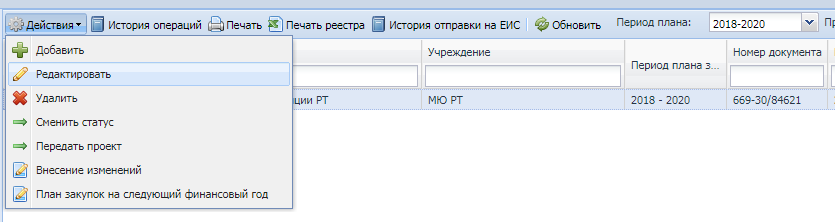 Действия История операций Печать Печать реестра История отправки на ЕИС Обновить Период плана: 2018-2020
Добавить
Учреждение Номер документа
Редактировать
Период плана з...
Удалить
ции РТ МЮ РТ 2018 - 2020 669-30/84621
Сменить статус
Передать проект
Внесение изменений
План закупок на следующий финансовый год